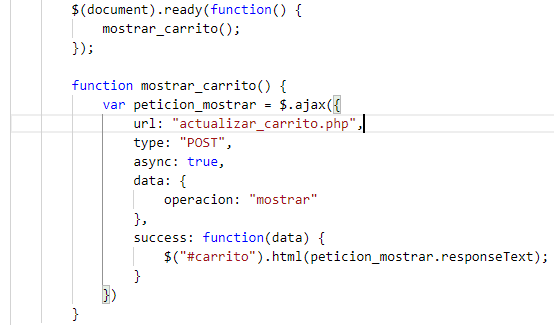 $(document).ready(function() {
mostrar_carrito();
});
function mostrar_carrito() {
var peticion_mostrar = $.ajax({
url: "actualizar_carrito.php",
type: "POST",
async: true,
data: {
operacion: "mostrar"
},
success: function(data) {
$("#carrito").html(peticion_mostrar.responseText);
}
})
}